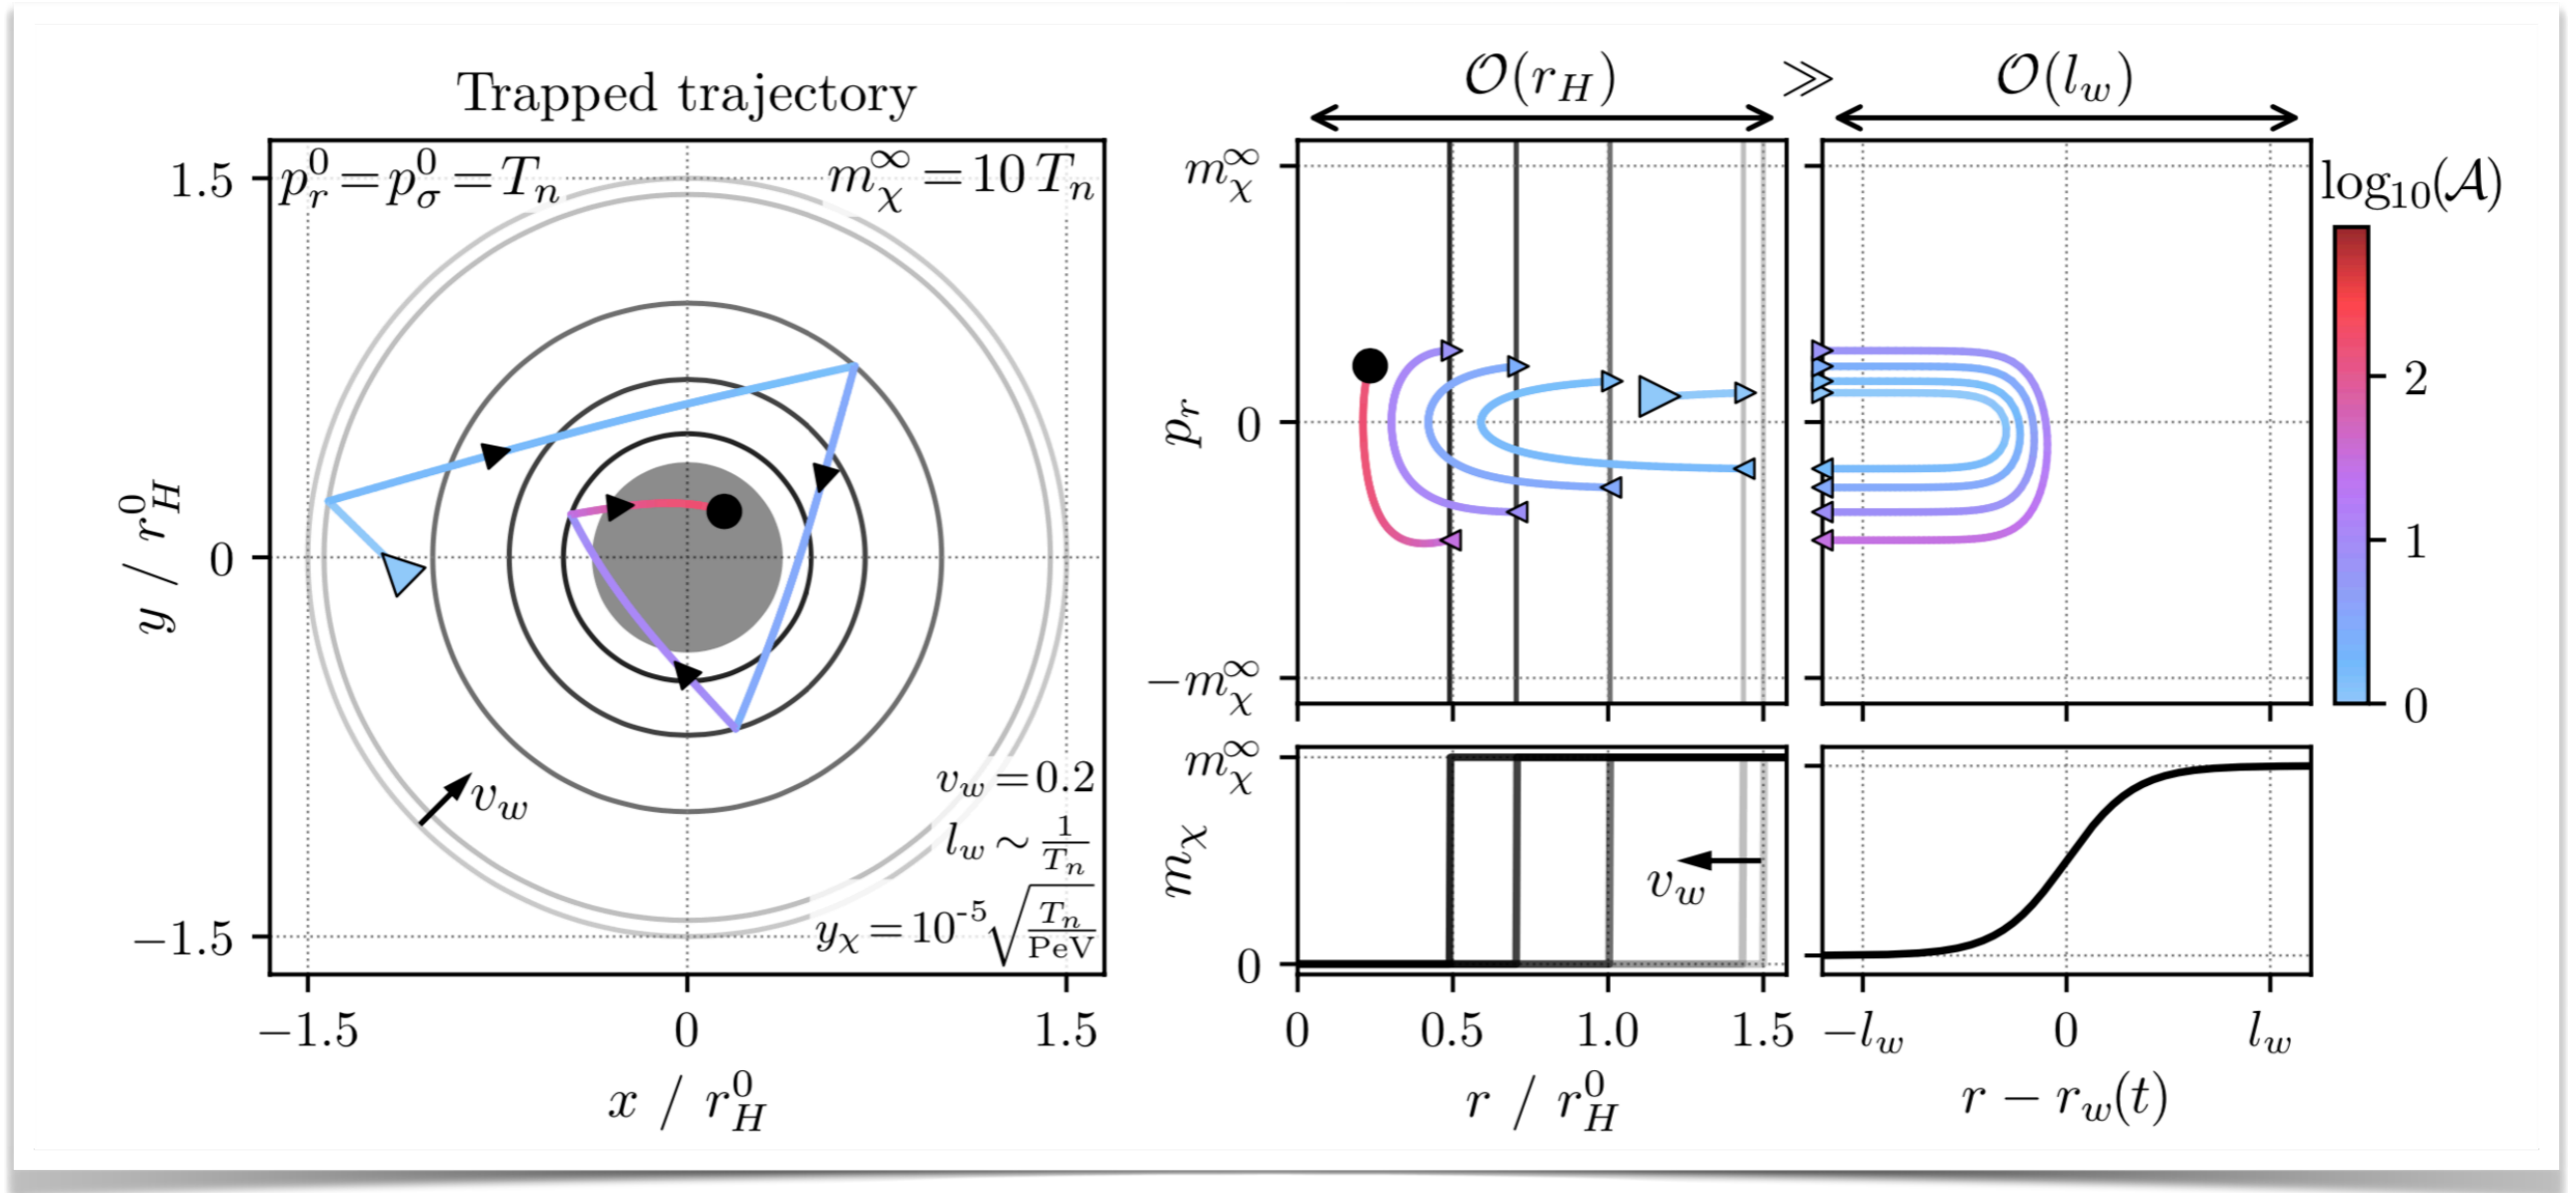 Trapped trajectory
p_r^0 = p_σ^0 = T_n
m_χ^∞ = 10 T_n
1.5
0
−1.5
y / r_H^0
v_w
v_w = 0.2
l_w ∼ 1/T_n
y_χ = 10^-5 √(T_n/PeV)
−1.5 0 1.5
x / r_H^0
𝒪(r_H) ≫ 𝒪(l_w)
m_χ^∞
0
−m_χ^∞
p_r
log_10(𝒜)
2
1
0
m_χ^∞
0
m_χ
v_w
0 0.5 1.0 1.5
r / r_H^0
−l_w 0 l_w
r − r_w(t)